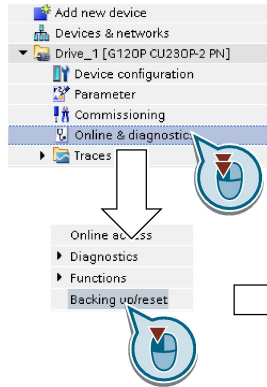 Add new device
Devices & networks
Drive_1 [G120P CU230P-2 PN]
Device configuration
Parameter
Commissioning
Online & diagnostics
Traces
Online access
Diagnostics
Functions
Backing up/reset